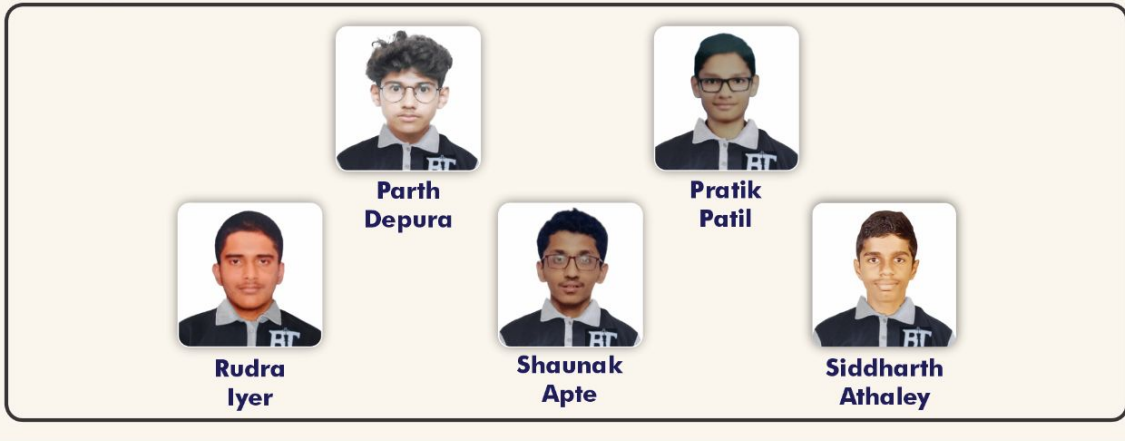 Parth
Depura
Pratik
Patil
Rudra
Iyer
Shaunak
Apte
Siddharth
Athaley